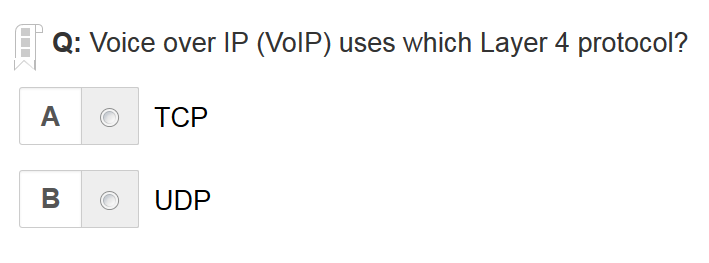 Q: Voice over IP (VoIP) uses which Layer 4 protocol?
A TCP
B UDP